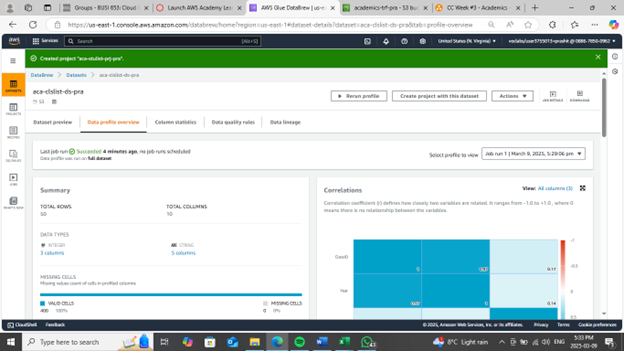 Groups - BUSI 653: Cloud C
Launch AWS Academy Learn
AWS Glue DataBrew | us-e
academics-trf-pra - S3 bu
CC Week #3 - Academics
https://us-east-1.console.aws.amazon.com/databrew/home?region=us-east-1#dataset-details?dataset=aca-clslist-ds-pra&tab=profile-overview
aws
Services
Search
[Alt+S]
United States (N. Virginia)
Created project "aca-stulist-prj-pra".
DataBrew
Datasets
aca-clslist-ds-pra
DATASETS
PROJECTS
RECIPES
JOBS
WHAT'S NEW
aca-clslist-ds-pra
S3
Rerun profile
Create project with this dataset
Actions
JOB DETAILS
DOWNLOAD
Dataset preview
Data profile overview
Column statistics
Data quality rules
Data lineage
Last job run Succeeded 4 minutes ago, no job runs scheduled
Data profile was run on full dataset
Select profile to view
Job run 1 | March 9, 2025, 5:29:06 pm
Summary
TOTAL ROWS
50
TOTAL COLUMNS
10
DATA TYPES
# INTEGER
3 columns
STRING
5 columns
MISSING CELLS
Missing values count of cells in profiled columns
VALID CELLS
400 100%
MISSING CELLS
0 0%
Correlations
View: All columns (3)
Correlation coefficient (r) defines how closely two variables are related. It ranges from -1.0 to +1.0 , where 0
means there is no relationship between the variables.
Year
0.17
0.14
-1
-0.5
0
0.5
CloudShell
Feedback
© 2025, Amazon Web Services, Inc. or its affiliates.
Privacy
Terms
Cookie preferences
Type here to search
8°C Light rain
ENG
5:33 PM
2025-03-09